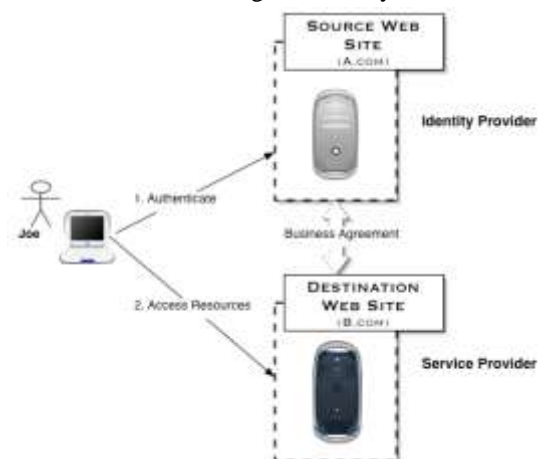 SOURCE WEB
SITE
(A.COM)
Identity Provider
1. Authenticate
Joe
Business Agreement
DESTINATION
WEB SITE
(B.COM)
2. Access Resources
Service Provider